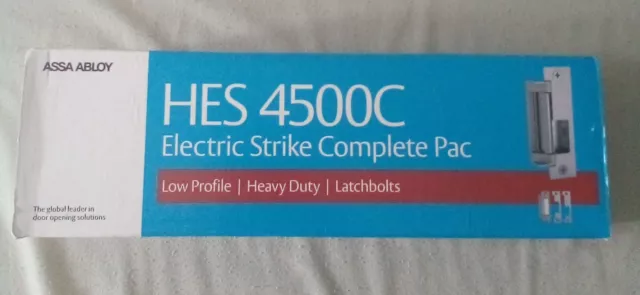 ASSA ABLOY
HES 4500C
Electric Strike Complete Pac
Low Profile | Heavy Duty | Latchbolts
The global leader in
door opening solutions